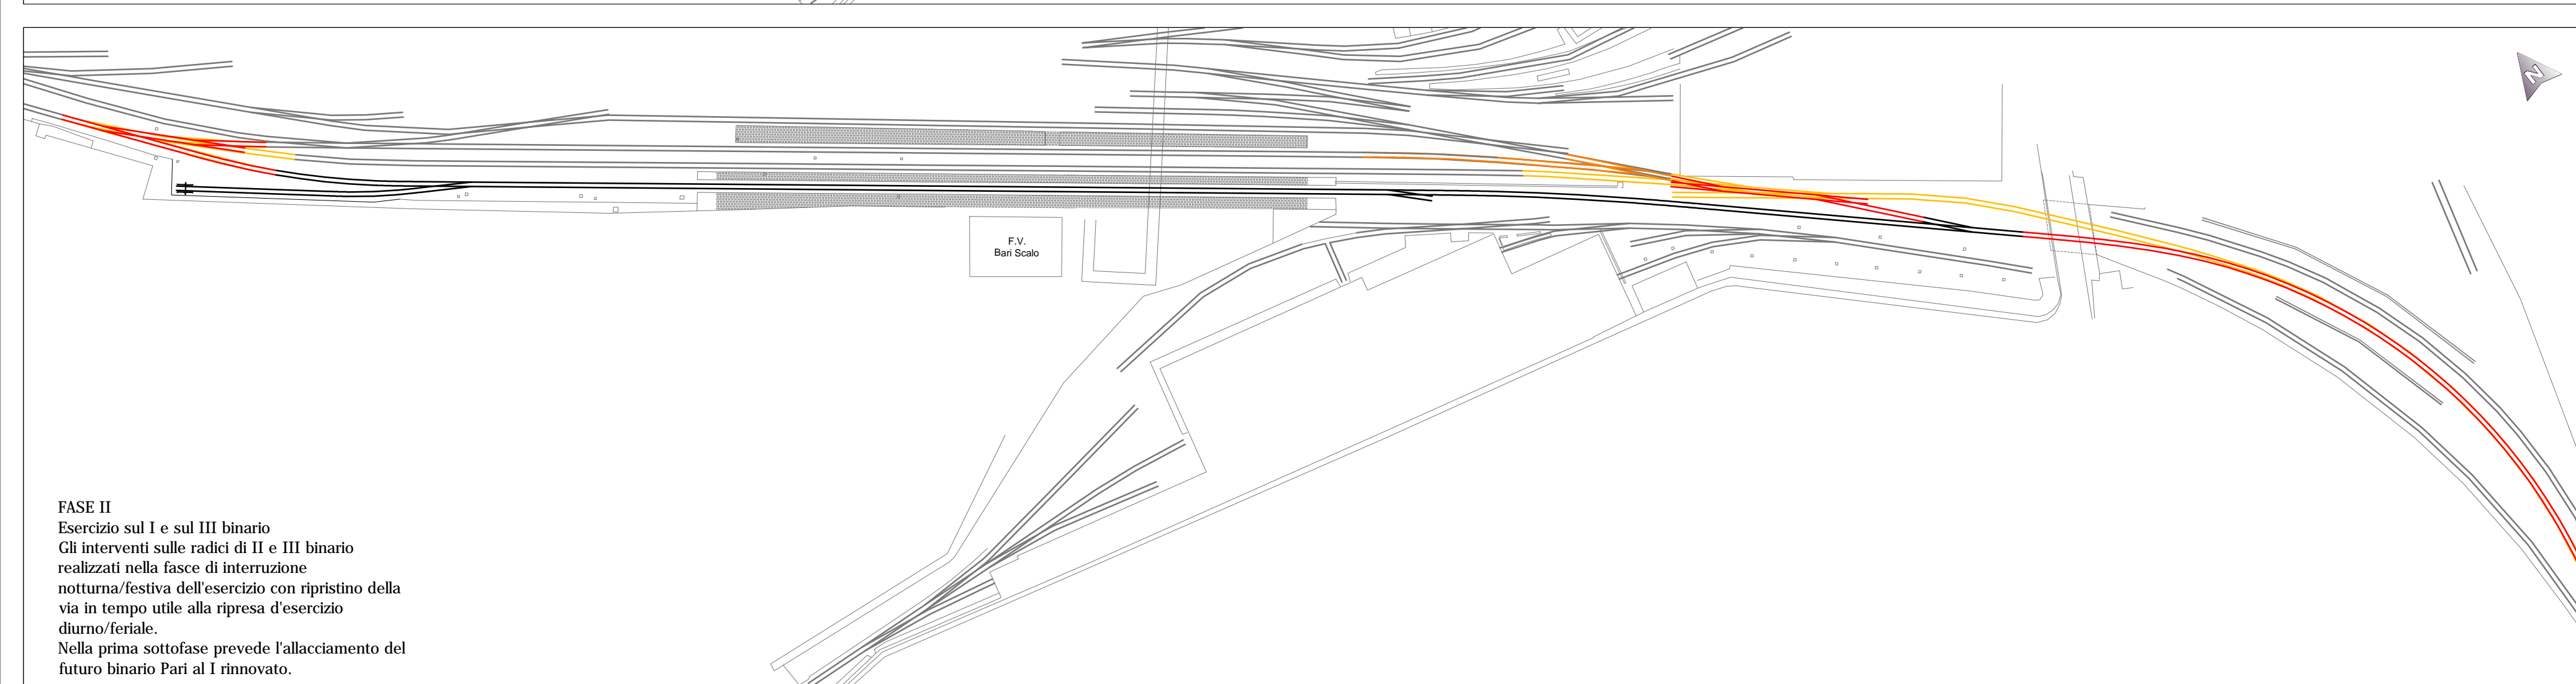 N
F.V.
Bari Scalo
FASE II
Esercizio sul I e sul III binario
Gli interventi sulle radici di II e III binario
realizzati nella fasce di interruzione
notturna/festiva dell'esercizio con ripristino della
via in tempo utile alla ripresa d'esercizio
diurno/feriale.
Nella prima sottofase prevede l'allacciamento del
futuro binario Pari al I rinnovato.